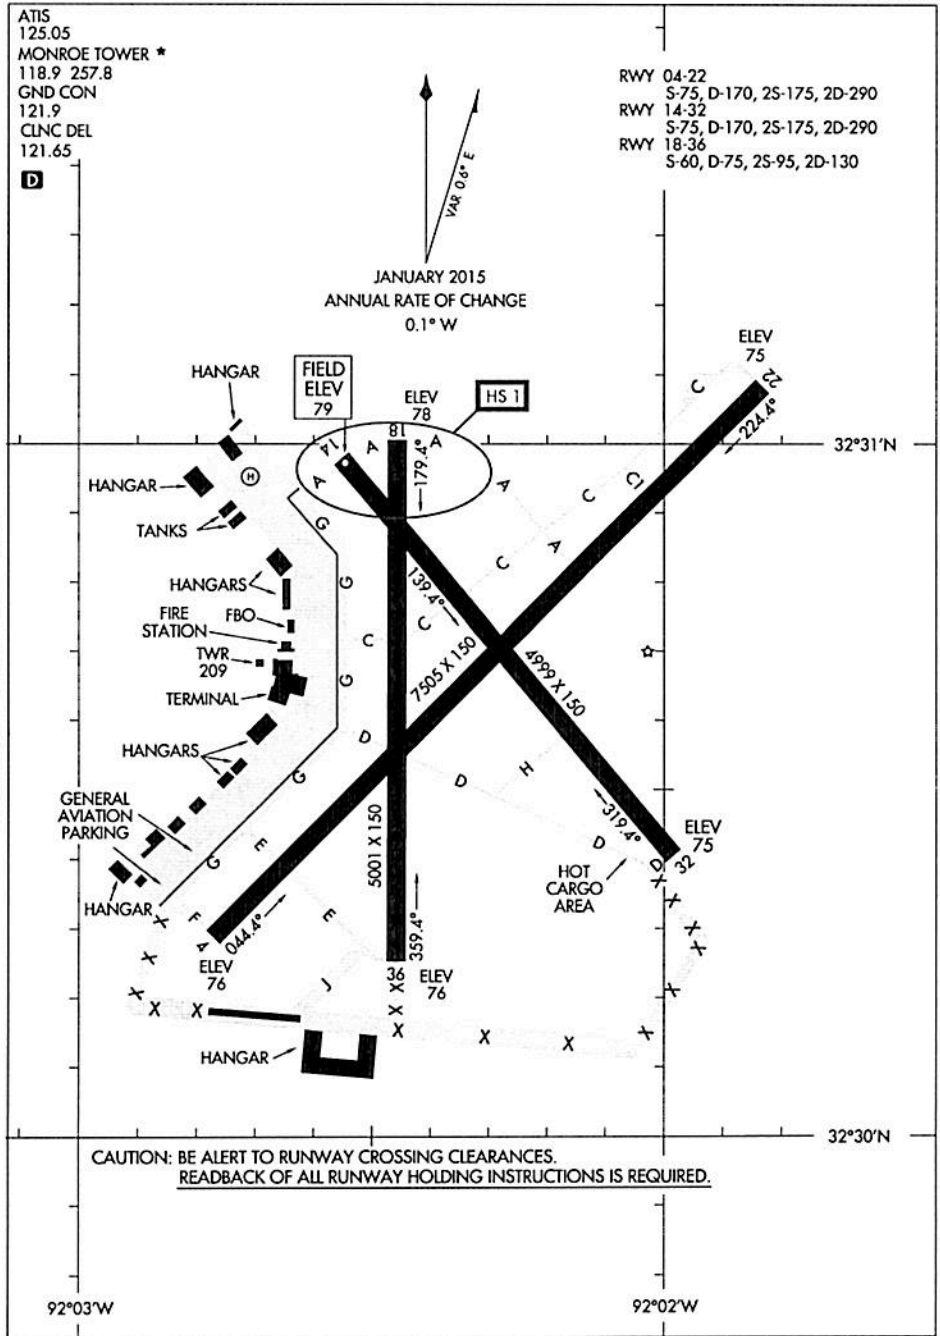 ATIS
125.05
MONROE TOWER ★
118.9 257.8
GND CON
121.9
CLNC DEL
121.65
D
RWY 04-22
S-75, D-170, 2S-175, 2D-290
RWY 14-32
S-75, D-170, 2S-175, 2D-290
RWY 18-36
S-60, D-75, 2S-95, 2D-130
VAR 0.6° E
JANUARY 2015
ANNUAL RATE OF CHANGE
0.1° W
HANGAR
FIELD
ELEV
79
ELEV
78
HS 1
ELEV
75
22
C
224.4°
32°31'N
14
A
A
18
A
179.4°
HANGAR
H
A
A
C
C1
TANKS
G
A
C
HANGARS
G
139.4°
FIRE
STATION
FBO
C
C
TWR
209
G
7505 X 150
4999 X 150
TERMINAL
D
HANGARS
G
D
H
GENERAL
AVIATION
PARKING
5001 X 150
319.4°
ELEV
75
E
D
D
32
G
HOT
CARGO
AREA
X
HANGAR
F
4
044.4°
E
359.4°
X
X
X
X
X
ELEV
76
J
36
ELEV
76
X
X
X
X
X
X
X
X
X
X
X
HANGAR
32°30'N
CAUTION: BE ALERT TO RUNWAY CROSSING CLEARANCES.
READBACK OF ALL RUNWAY HOLDING INSTRUCTIONS IS REQUIRED.
92°03'W
92°02'W